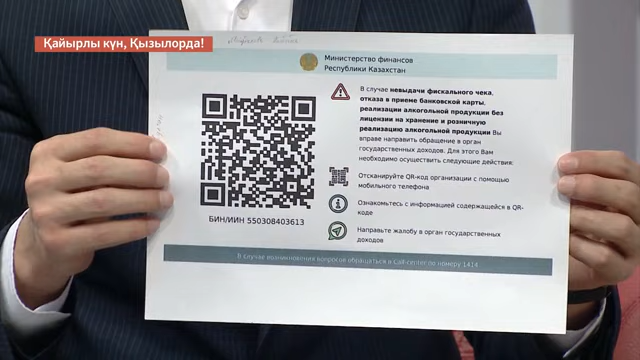 Қайырлы күн, Қызылорда!
Министерство финансов
Республики Казахстан
В случае невыдачи фискального чека,
отказа в приеме банковской карты,
реализации алкогольной продукции без
лицензии на хранение и розничную
реализацию алкогольной продукции Вы
вправе направить обращение в орган
государственных доходов. Для этого Вам
необходимо осуществить следующие действия:
Отсканируйте QR-код организации с помощью
мобильного телефона
Ознакомьтесь с информацией содержащейся в QR-
коде
Направьте жалобу в орган государственных
доходов
БИН/ИИН 550308403613
В случае возникновения вопросов обращаться в Call-center по номеру 1414